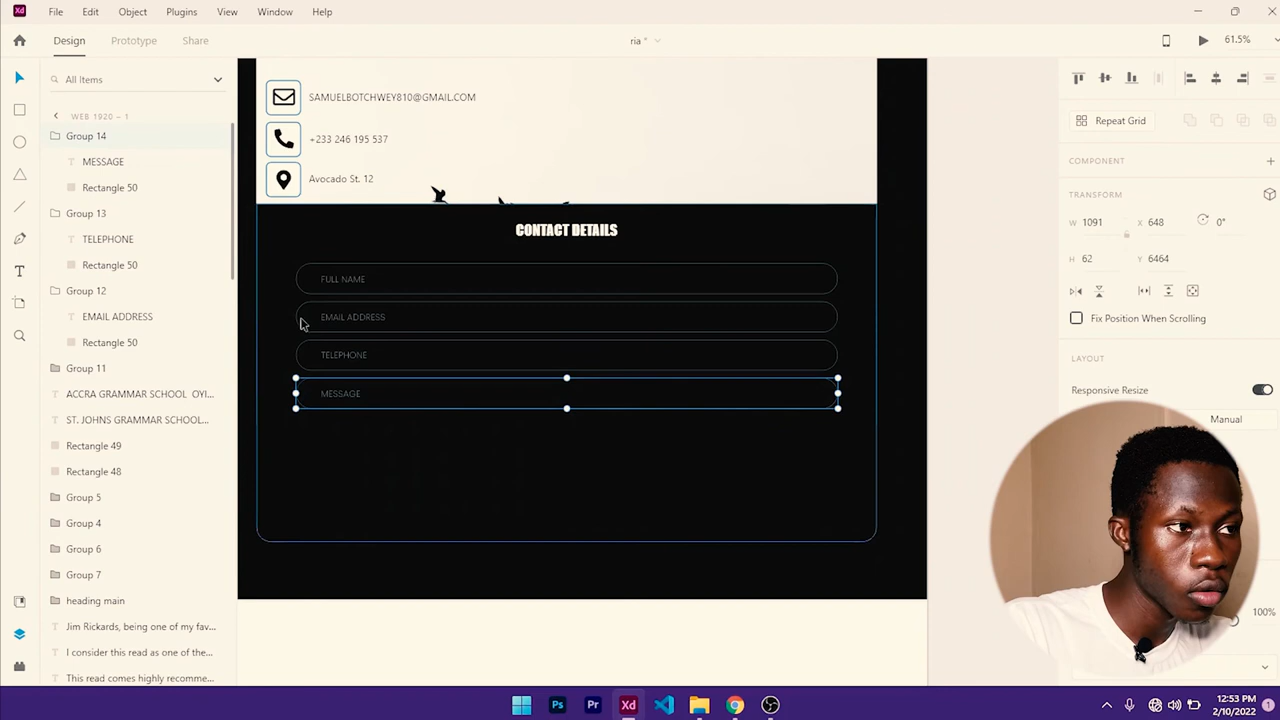 Xd File Edit Object Plugins View Window Help
Design Prototype Share
ria *
61.5%
All Items
WEB 1920 – 1
Group 14
MESSAGE
Rectangle 50
Group 13
TELEPHONE
Rectangle 50
Group 12
EMAIL ADDRESS
Rectangle 50
Group 11
ACCRA GRAMMAR SCHOOL OYI...
ST. JOHNS GRAMMAR SCHOOL...
Rectangle 49
Rectangle 48
Group 5
Group 4
Group 6
Group 7
heading main
Jim Rickards, being one of my fav...
I consider this read as one of the...
This read comes highly recomme...
SAMUELBOTCHWEY810@GMAIL.COM
+233 246 195 537
Avocado St. 12
CONTACT DETAILS
FULL NAME
EMAIL ADDRESS
TELEPHONE
MESSAGE
Repeat Grid
COMPONENT
TRANSFORM
W 1091 X 648 0°
H 62 Y 6464
Fix Position When Scrolling
LAYOUT
Responsive Resize
Manual
100%
Ps Pr Xd
12:53 PM
2/10/2022
1